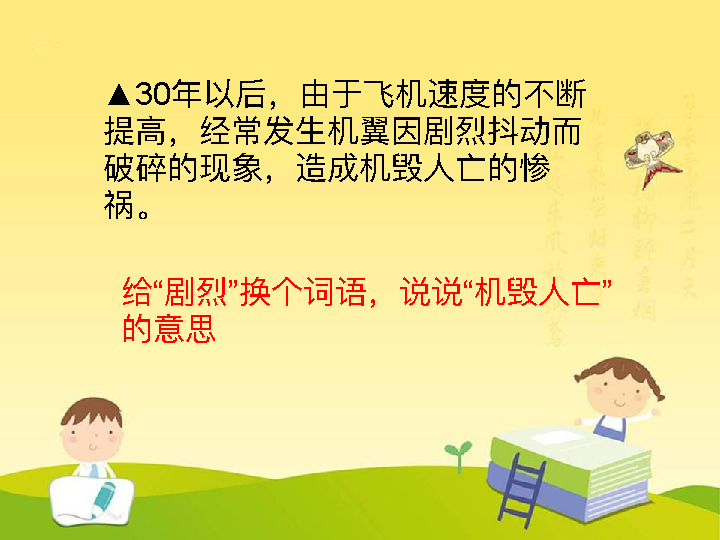 ▲30年以后，由于飞机速度的不断
提高，经常发生机翼因剧烈抖动而
破碎的现象，造成机毁人亡的惨
祸。
给“剧烈”换个词语，说说“机毁人亡”
的意思